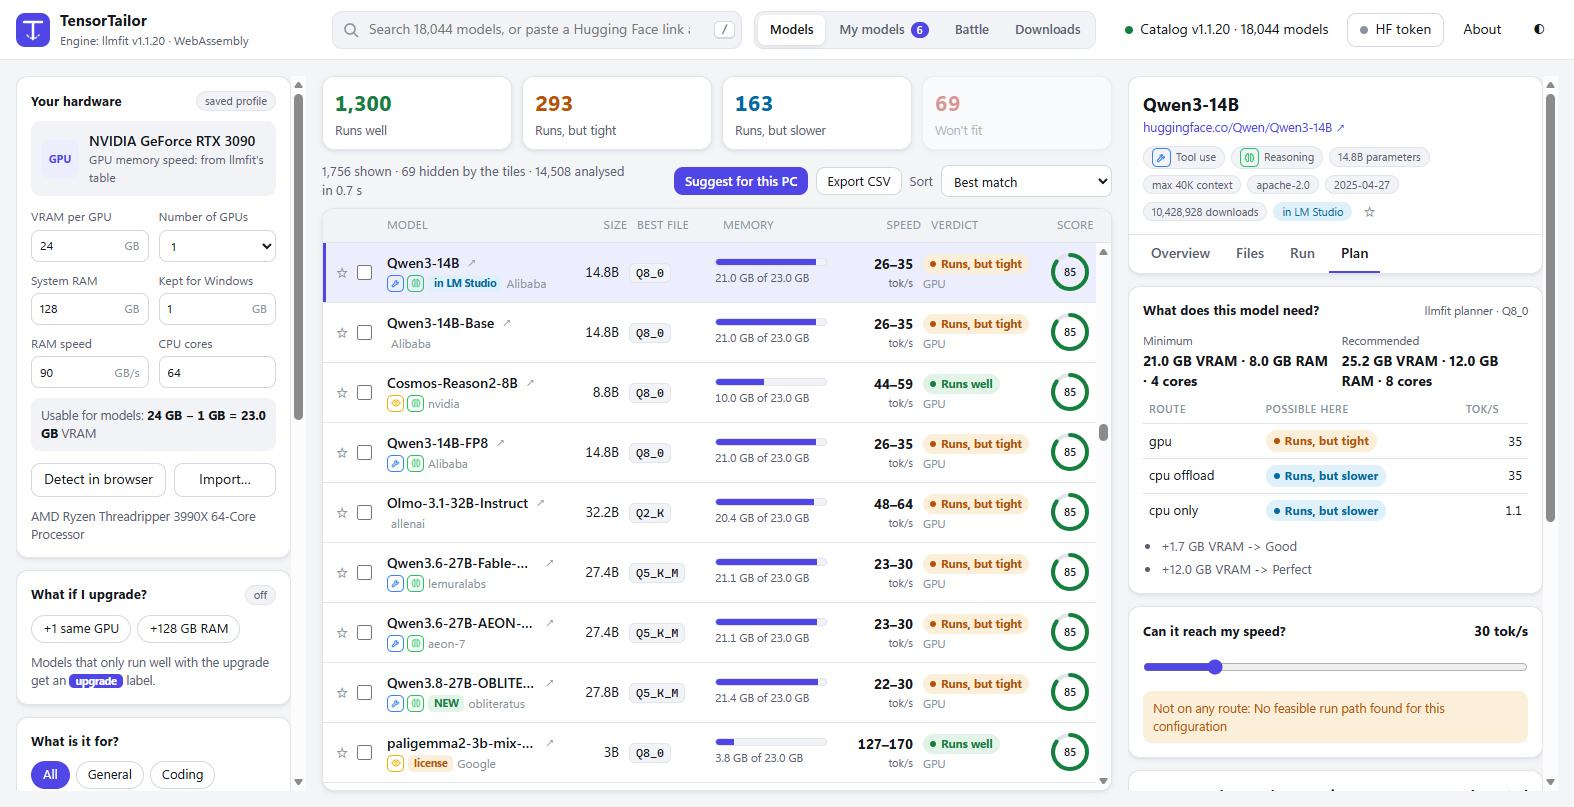 TensorTailor
Engine: llmfit v1.1.20 · WebAssembly
Search 18,044 models, or paste a Hugging Face link
/
Models
My models 6
Battle
Downloads
Catalog v1.1.20 · 18,044 models
HF token
About
Your hardware
saved profile
GPU
NVIDIA GeForce RTX 3090
GPU memory speed: from llmfit's
table
VRAM per GPU
Number of GPUs
24 GB
1
System RAM
Kept for Windows
128 GB
1 GB
RAM speed
CPU cores
90 GB/s
64
Usable for models: 24 GB − 1 GB = 23.0
GB VRAM
Detect in browser
Import...
AMD Ryzen Threadripper 3990X 64-Core
Processor
What if I upgrade?
off
+1 same GPU
+128 GB RAM
Models that only run well with the upgrade
get an upgrade label.
What is it for?
All
General
Coding
1,300
Runs well
293
Runs, but tight
163
Runs, but slower
69
Won't fit
1,756 shown · 69 hidden by the tiles · 14,508 analysed
in 0.7 s
Suggest for this PC
Export CSV
Sort
Best match
MODEL SIZE BEST FILE MEMORY SPEED VERDICT SCORE
Qwen3-14B ↗ 14.8B Q8_0 26–35 Runs, but tight 85
in LM Studio Alibaba 21.0 GB of 23.0 GB tok/s GPU
Qwen3-14B-Base ↗ 14.8B Q8_0 26–35 Runs, but tight 85
Alibaba 21.0 GB of 23.0 GB tok/s GPU
Cosmos-Reason2-8B ↗ 8.8B Q8_0 44–59 Runs well 85
nvidia 10.0 GB of 23.0 GB tok/s GPU
Qwen3-14B-FP8 ↗ 14.8B Q8_0 26–35 Runs, but tight 85
Alibaba 21.0 GB of 23.0 GB tok/s GPU
Olmo-3.1-32B-Instruct ↗ 32.2B Q2_K 48–64 Runs, but tight 85
allenai 20.4 GB of 23.0 GB tok/s GPU
Qwen3.6-27B-Fable-... ↗ 27.4B Q5_K_M 23–30 Runs, but tight 85
lemuralabs 21.1 GB of 23.0 GB tok/s GPU
Qwen3.6-27B-AEON-... ↗ 27.4B Q5_K_M 23–30 Runs, but tight 85
aeon-7 21.1 GB of 23.0 GB tok/s GPU
Qwen3.8-27B-OBLITE... ↗ 27.8B Q5_K_M 22–30 Runs, but tight 85
NEW obliteratus 21.4 GB of 23.0 GB tok/s GPU
paligemma2-3b-mix-... ↗ 3B Q8_0 127–170 Runs well 85
license Google 3.8 GB of 23.0 GB tok/s GPU
Qwen3-14B
huggingface.co/Qwen/Qwen3-14B ↗
Tool use
Reasoning
14.8B parameters
max 40K context
apache-2.0
2025-04-27
10,428,928 downloads
in LM Studio
Overview
Files
Run
Plan
What does this model need?
llmfit planner · Q8_0
Minimum
Recommended
21.0 GB VRAM · 8.0 GB RAM
· 4 cores
25.2 GB VRAM · 12.0 GB
RAM · 8 cores
ROUTE POSSIBLE HERE TOK/S
gpu Runs, but tight 35
cpu offload Runs, but slower 35
cpu only Runs, but slower 1.1
• +1.7 GB VRAM -> Good
• +12.0 GB VRAM -> Perfect
Can it reach my speed?
30 tok/s
Not on any route: No feasible run path found for this
configuration